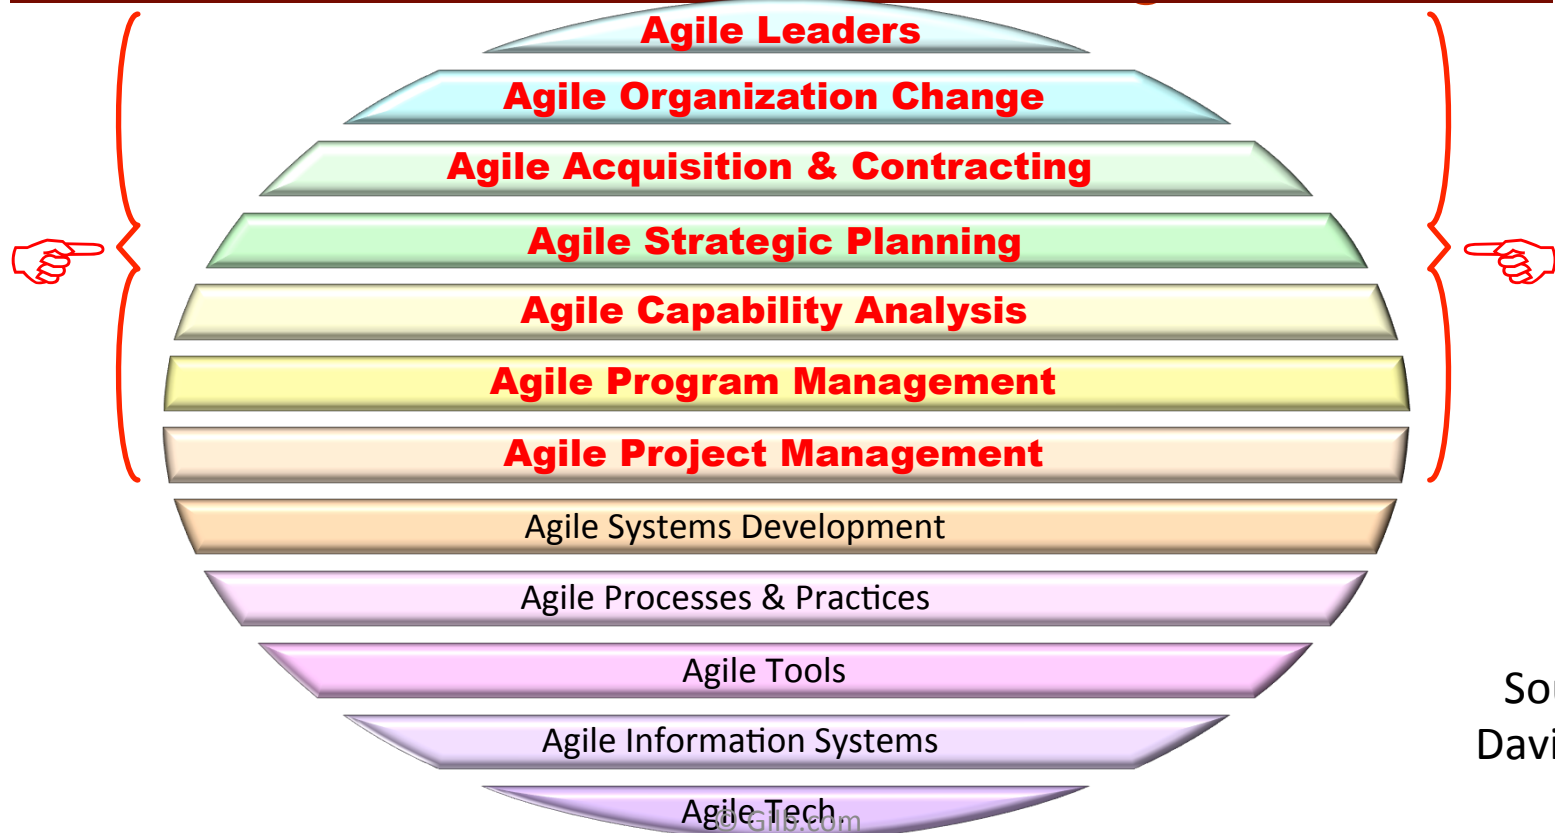 Agile Leaders
Agile Organization Change
Agile Acquisition & Contracting
Agile Strategic Planning
Agile Capability Analysis
Agile Program Management
Agile Project Management
Agile Systems Development
Agile Processes & Practices
Agile Tools
Agile Information Systems
Agile Tech.
© Gilb.com